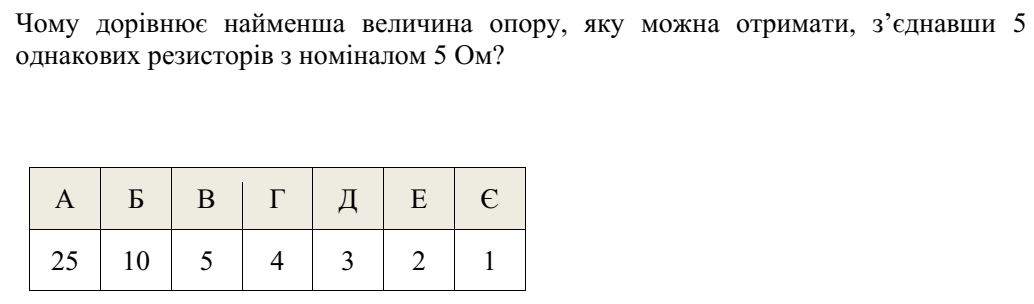 Чому дорівнює найменша величина опору, яку можна отримати, з’єднавши 5
однакових резисторів з номіналом 5 Ом?
А Б В Г Д Е Є
25 10 5 4 3 2 1